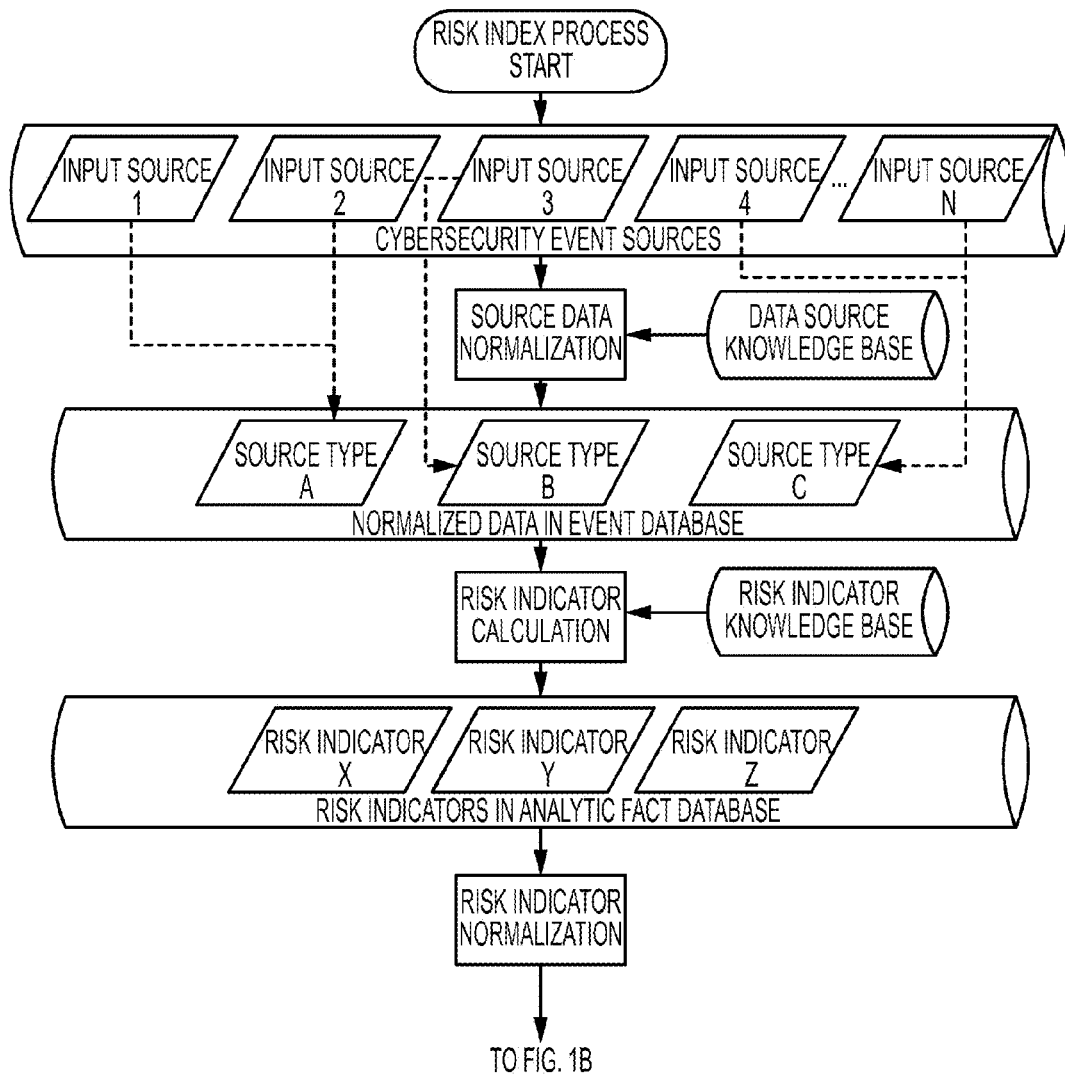 RISK INDEX PROCESS
START
INPUT SOURCE
1
INPUT SOURCE
2
INPUT SOURCE
3
INPUT SOURCE
4
...
INPUT SOURCE
N
CYBERSECURITY EVENT SOURCES
SOURCE DATA
NORMALIZATION
DATA SOURCE
KNOWLEDGE BASE
SOURCE TYPE
A
SOURCE TYPE
B
SOURCE TYPE
C
NORMALIZED DATA IN EVENT DATABASE
RISK INDICATOR
CALCULATION
RISK INDICATOR
KNOWLEDGE BASE
RISK INDICATOR
X
RISK INDICATOR
Y
RISK INDICATOR
Z
RISK INDICATORS IN ANALYTIC FACT DATABASE
RISK INDICATOR
NORMALIZATION
TO FIG. 1B